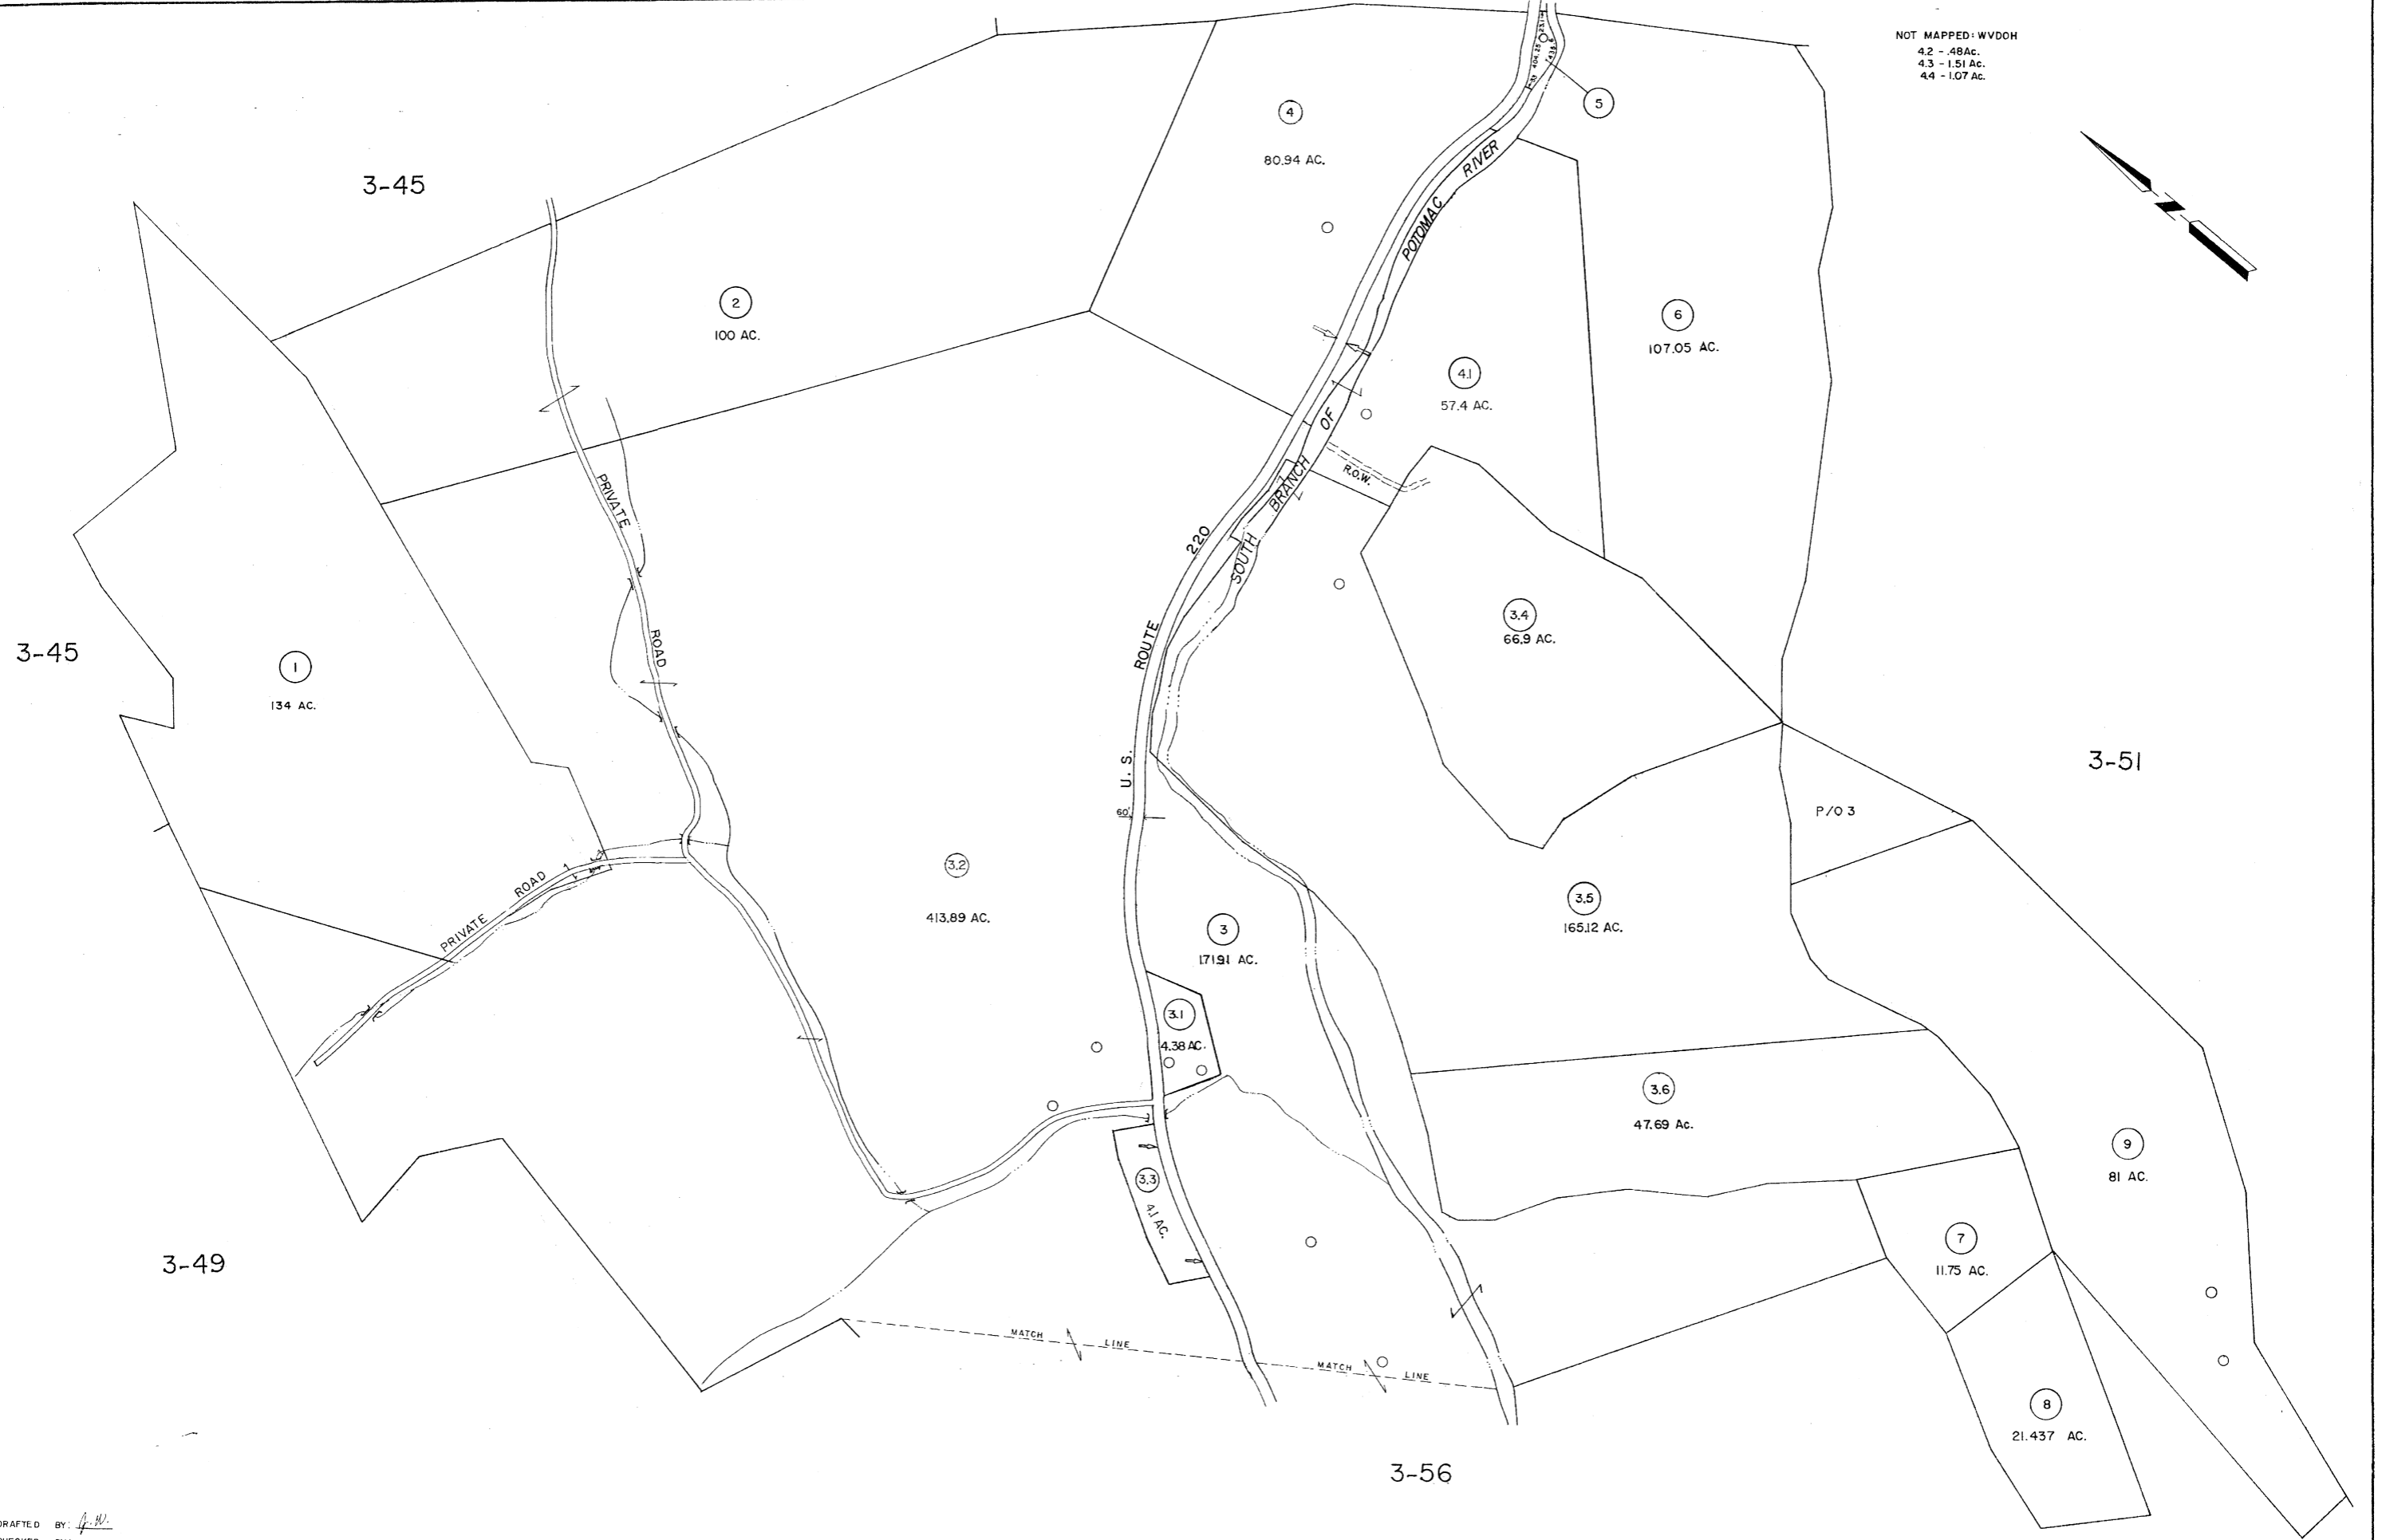 NOT MAPPED: WVDOH
4.2 - .48Ac.
4.3 - 1.51 Ac.
4.4 - 1.07 Ac.
5
4
80.94 AC.
3-45
2
100 AC.
6
107.05 AC.
4.1
57.4 AC.
SOUTH BRANCH OF POTOMAC RIVER
R.O.W.
PRIVATE ROAD
U. S. ROUTE 220
60'
3.4
66.9 AC.
3-45
1
134 AC.
3-51
P/O 3
3.2
413.89 AC.
3.5
165.12 AC.
3
171.91 AC.
PRIVATE ROAD
3.1
4.38 AC.
3.6
47.69 Ac.
9
81 AC.
3.3
4.1 AC.
7
11.75 AC.
3-49
MATCH LINE
MATCH LINE
8
21.437 AC.
3-56
DRAFTED BY: J.W.